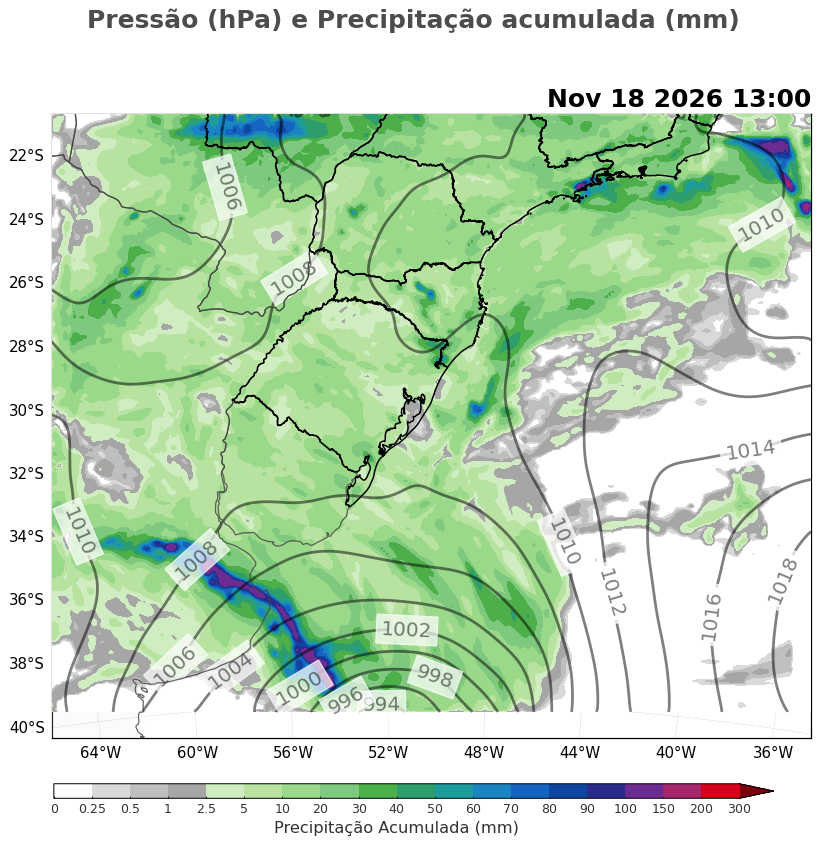 Pressão (hPa) e Precipitação acumulada (mm)
Nov 18 2026 13:00
22°S
24°S
26°S
28°S
30°S
32°S
34°S
36°S
38°S
40°S
1006
1010
1008
1014
1010
1010
1008
1012
1018
1016
1002
1006
1004
998
1000
996
994
64°W 60°W 56°W 52°W 48°W 44°W 40°W 36°W
0 0.25 0.5 1 2.5 5 10 20 30 40 50 60 70 80 90 100 150 200 300
Precipitação Acumulada (mm)